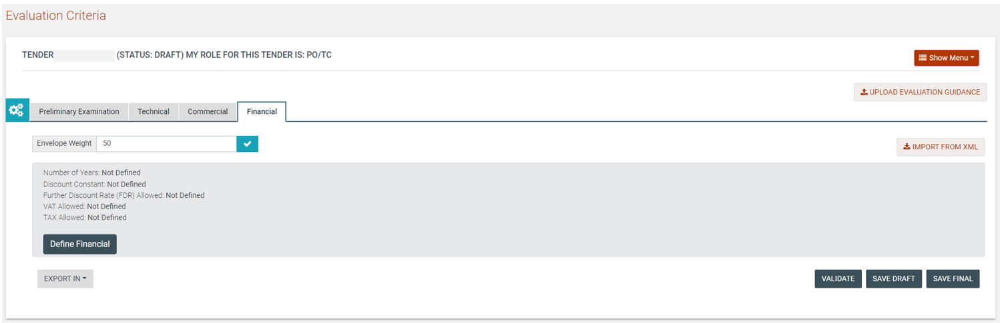 Evaluation Criteria
TENDER (STATUS: DRAFT) MY ROLE FOR THIS TENDER IS: PO/TC
Show Menu
UPLOAD EVALUATION GUIDANCE
Preliminary Examination Technical Commercial Financial
Envelope Weight 50
IMPORT FROM XML
Number of Years: Not Defined
Discount Constant: Not Defined
Further Discount Rate (FDR) Allowed: Not Defined
VAT Allowed: Not Defined
TAX Allowed: Not Defined
Define Financial
EXPORT IN VALIDATE SAVE DRAFT SAVE FINAL